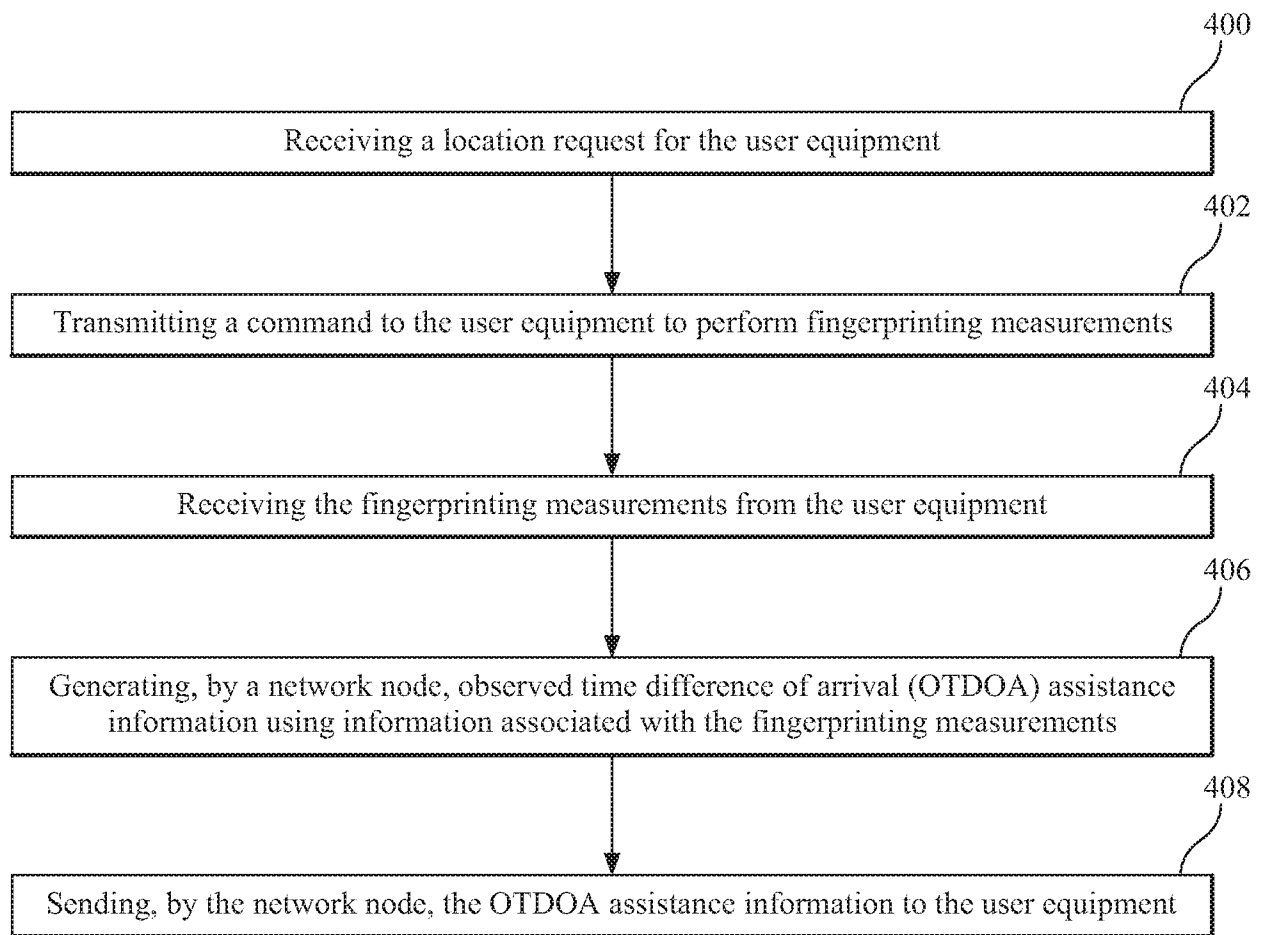 400
Receiving a location request for the user equipment
402
Transmitting a command to the user equipment to perform fingerprinting measurements
404
Receiving the fingerprinting measurements from the user equipment
406
Generating, by a network node, observed time difference of arrival (OTDOA) assistance
information using information associated with the fingerprinting measurements
408
Sending, by the network node, the OTDOA assistance information to the user equipment